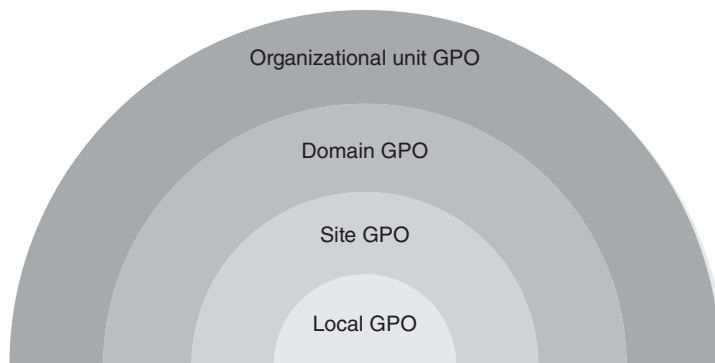 Organizational unit GPO
Domain GPO
Site GPO
Local GPO